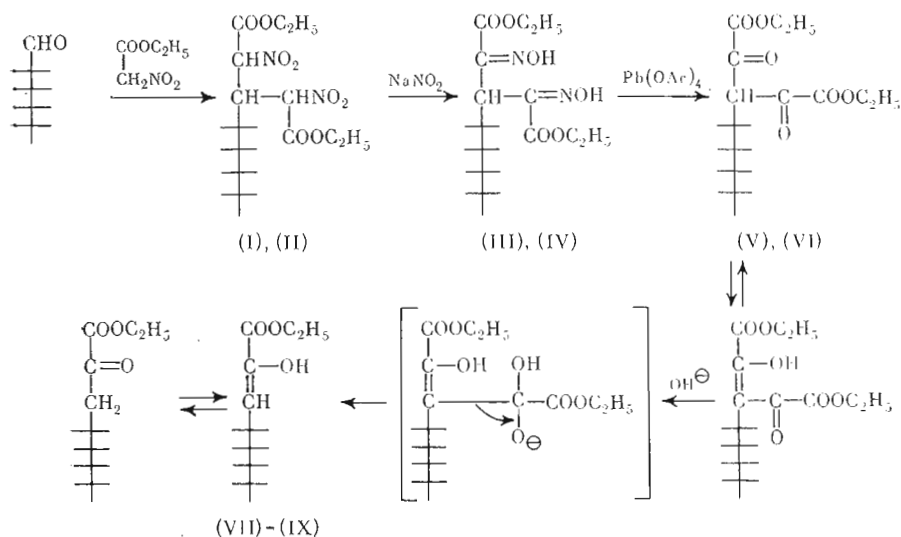 CHO
COOC₂H₅
CH₂NO₂
COOC₂H₅
CHNO₂
CH—CHNO₂
COOC₂H₅
(I), (II)
NaNO₂
COOC₂H₅
C=NOH
CH—C=NOH
COOC₂H₅
(III), (IV)
Pb(OAc)₄
COOC₂H₅
C=O
CH—C—COOC₂H₅
O
(V), (VI)
COOC₂H₅
C=O
CH₂
COOC₂H₅
C—OH
CH
(VII)–(IX)
COOC₂H₅
C—OH
C
OH
C—COOC₂H₅
O⊖
OH⊖
COOC₂H₅
C—OH
C—C—COOC₂H₅
O